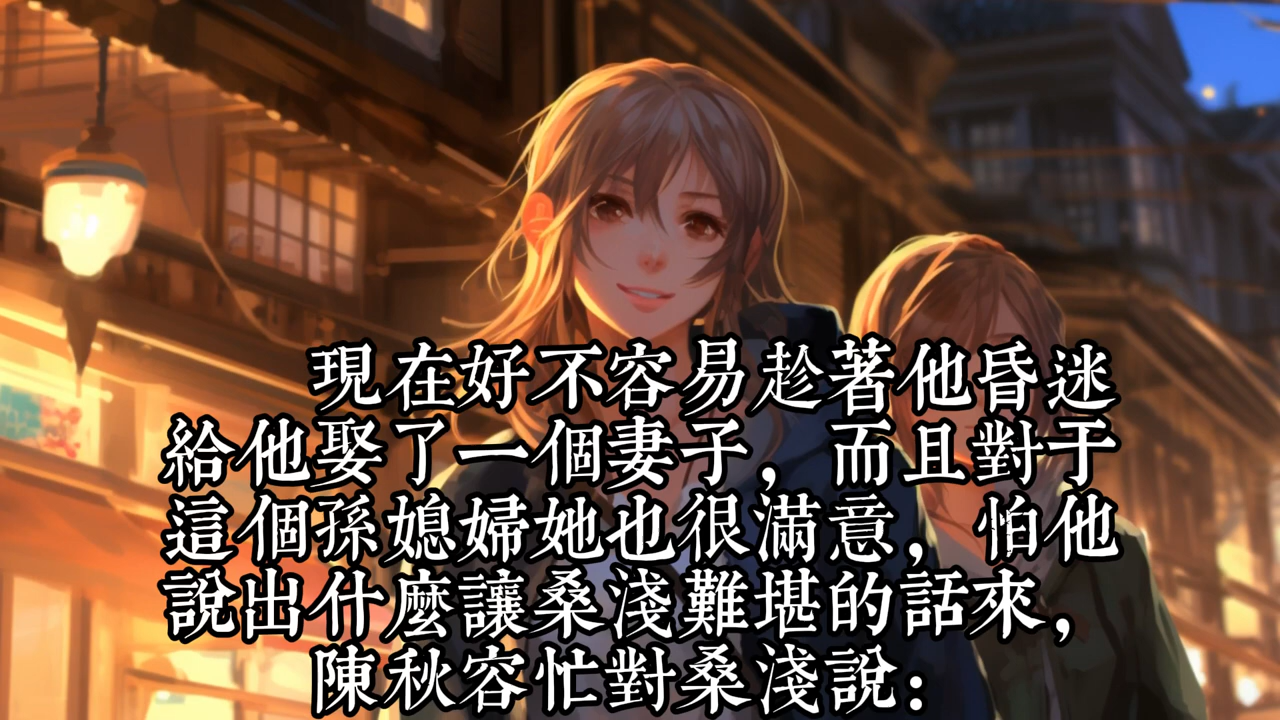 現在好不容易趁著他昏迷
給他娶了一個妻子，而且對于
這個孫媳婦她也很滿意，怕他
說出什麼讓桑淺難堪的話來，
陳秋容忙對桑淺說：